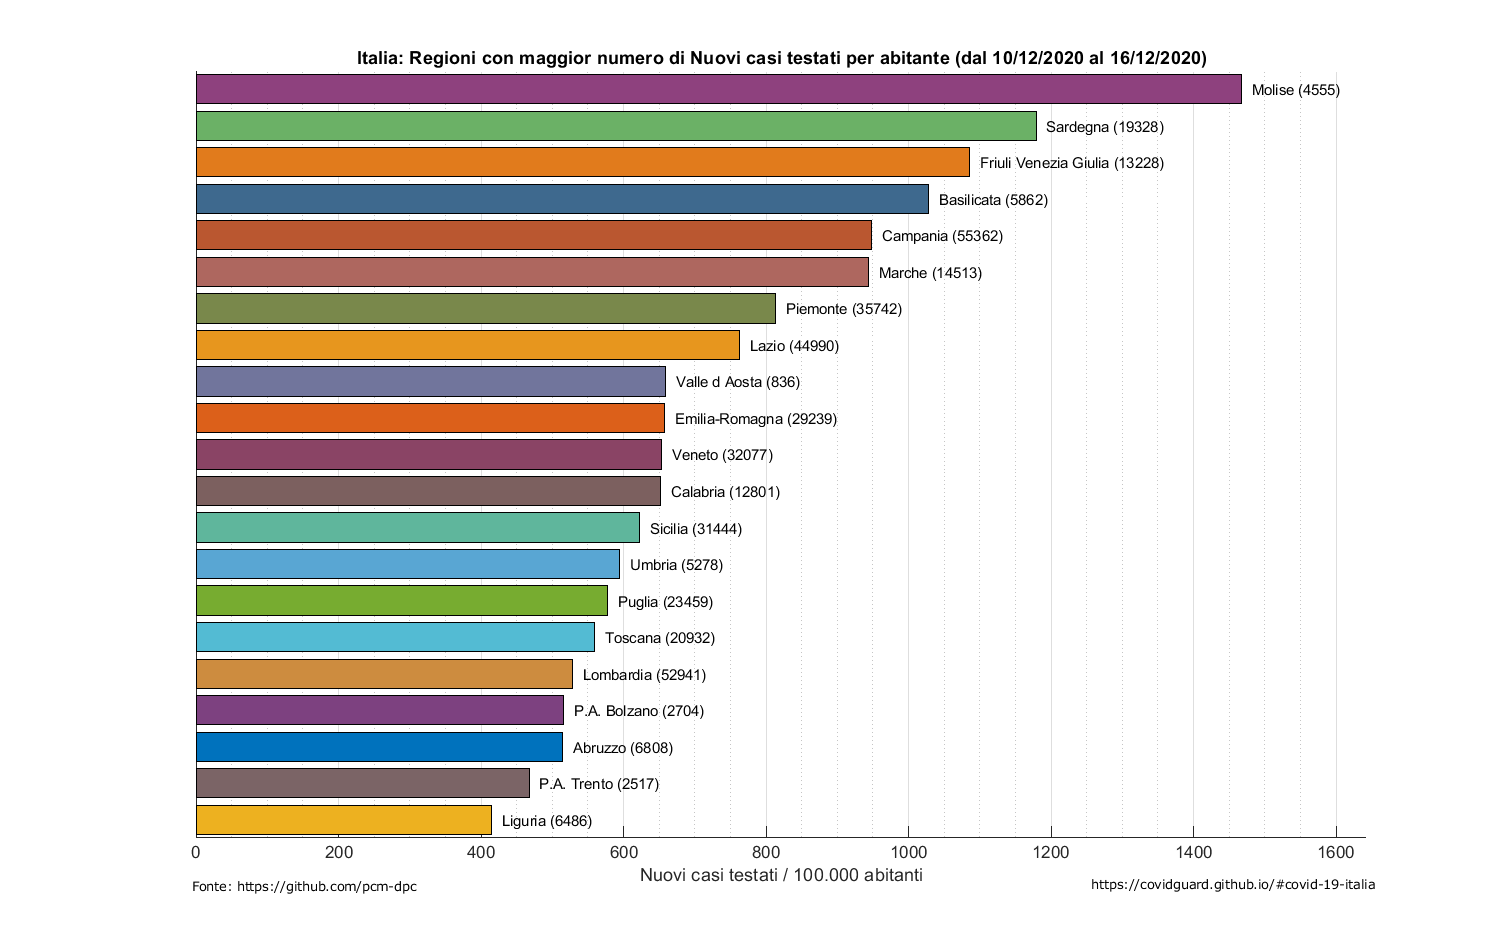 Italia: Regioni con maggior numero di Nuovi casi testati per abitante (dal 10/12/2020 al 16/12/2020)
Molise (4555)
Sardegna (19328)
Friuli Venezia Giulia (13228)
Basilicata (5862)
Campania (55362)
Marche (14513)
Piemonte (35742)
Lazio (44990)
Valle d Aosta (836)
Emilia-Romagna (29239)
Veneto (32077)
Calabria (12801)
Sicilia (31444)
Umbria (5278)
Puglia (23459)
Toscana (20932)
Lombardia (52941)
P.A. Bolzano (2704)
Abruzzo (6808)
P.A. Trento (2517)
Liguria (6486)
0 200 400 600 800 1000 1200 1400 1600
Nuovi casi testati / 100.000 abitanti
Fonte: https://github.com/pcm-dpc
https://covidguard.github.io/#covid-19-italia